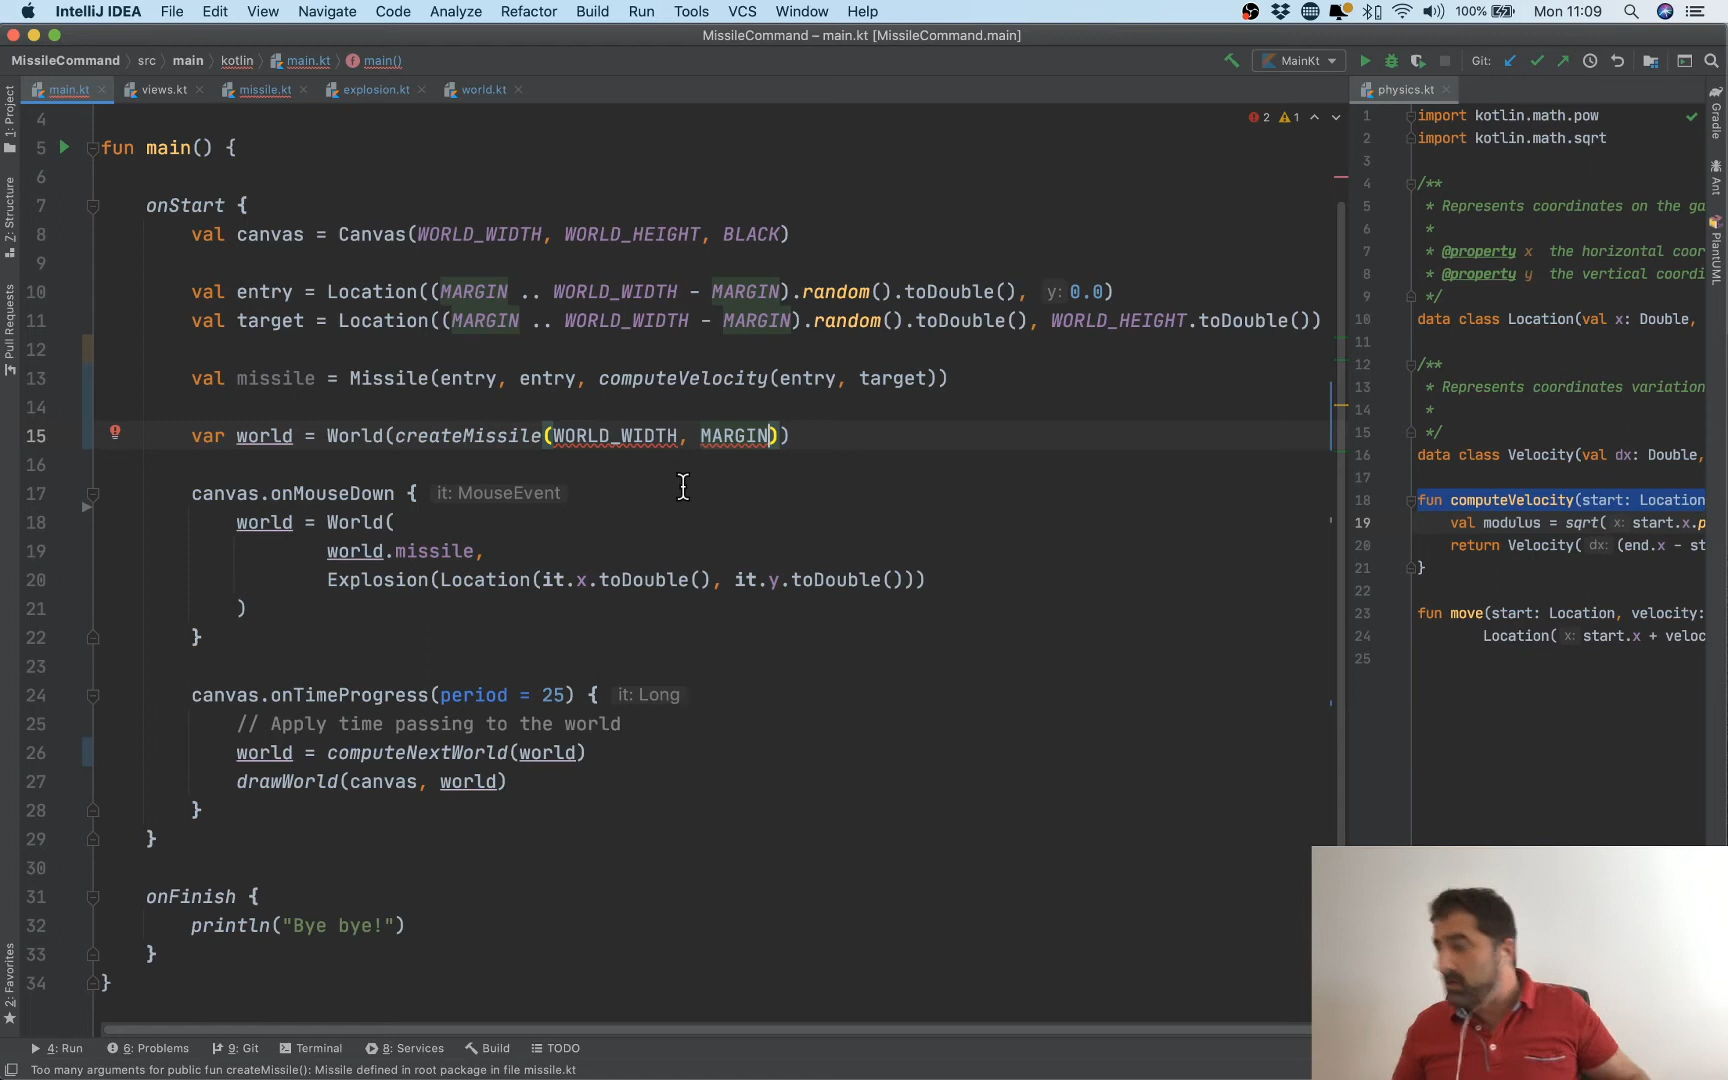 IntelliJ IDEA File Edit View Navigate Code Analyze Refactor Build Run Tools VCS Window Help 100% Mon 11:09
MissileCommand – main.kt [MissileCommand.main]
MissileCommand src main kotlin main.kt main() MainKt Git:
main.kt views.kt missile.kt explosion.kt world.kt physics.kt
1: Project
7: Structure
Pull Requests
2: Favorites
4
5 fun main() {
6
7 onStart {
8 val canvas = Canvas(WORLD_WIDTH, WORLD_HEIGHT, BLACK)
9
10 val entry = Location((MARGIN .. WORLD_WIDTH - MARGIN).random().toDouble(), y: 0.0)
11 val target = Location((MARGIN .. WORLD_WIDTH - MARGIN).random().toDouble(), WORLD_HEIGHT.toDouble())
12
13 val missile = Missile(entry, entry, computeVelocity(entry, target))
14
15 var world = World(createMissile(WORLD_WIDTH, MARGIN))
16
17 canvas.onMouseDown { it: MouseEvent
18 world = World(
19 world.missile,
20 Explosion(Location(it.x.toDouble(), it.y.toDouble()))
21 )
22 }
23
24 canvas.onTimeProgress(period = 25) { it: Long
25 // Apply time passing to the world
26 world = computeNextWorld(world)
27 drawWorld(canvas, world)
28 }
29 }
30
31 onFinish {
32 println("Bye bye!")
33 }
34 }
2 1
1 import kotlin.math.pow
2 import kotlin.math.sqrt
3
4 /**
5 * Represents coordinates on the ga
6 *
7 * @property x the horizontal coor
8 * @property y the vertical coordi
9 */
10 data class Location(val x: Double,
11
12 /**
13 * Represents coordinates variation
14 *
15 */
16 data class Velocity(val dx: Double,
17
18 fun computeVelocity(start: Location
19 val modulus = sqrt( x: start.x.p
20 return Velocity( dx: (end.x - st
21 }
22
23 fun move(start: Location, velocity:
24 Location( x: start.x + veloc
25
Gradle
Ant
PlantUML
4: Run 6: Problems 9: Git Terminal 8: Services Build TODO
Too many arguments for public fun createMissile(): Missile defined in root package in file missile.kt